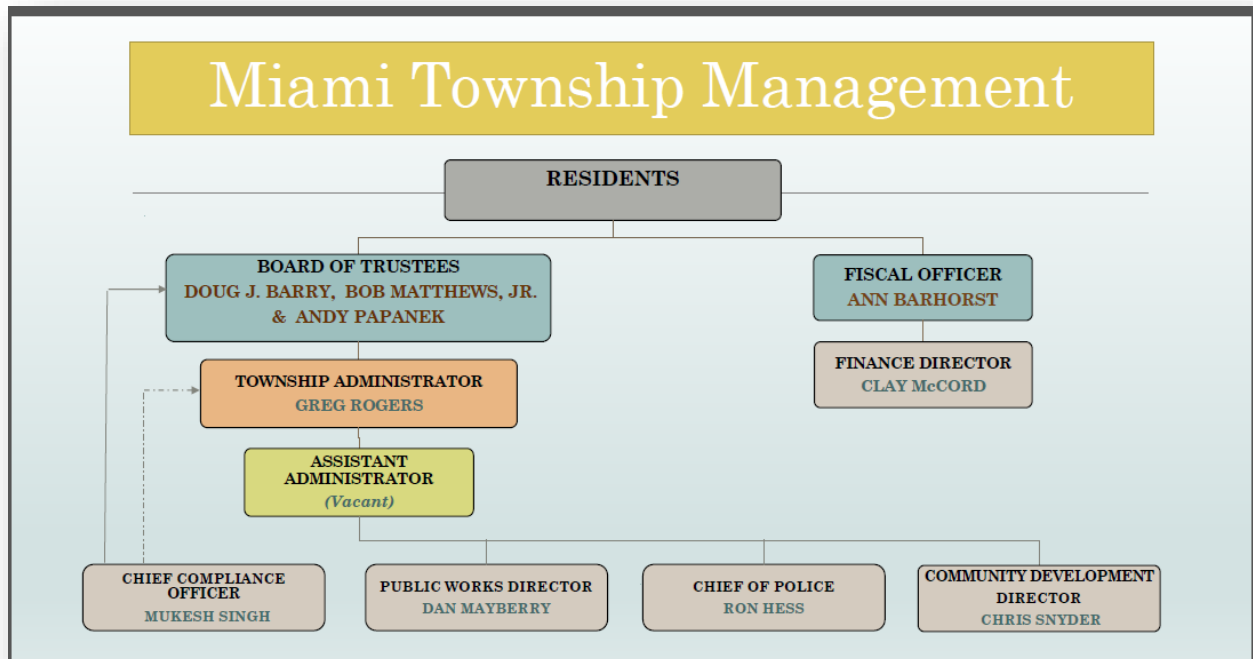 Miami Township Management
RESIDENTS
BOARD OF TRUSTEES
DOUG J. BARRY, BOB MATTHEWS, JR.
& ANDY PAPANEK
FISCAL OFFICER
ANN BARHORST
TOWNSHIP ADMINISTRATOR
GREG ROGERS
FINANCE DIRECTOR
CLAY McCORD
ASSISTANT
ADMINISTRATOR
(Vacant)
CHIEF COMPLIANCE
OFFICER
MUKESH SINGH
PUBLIC WORKS DIRECTOR
DAN MAYBERRY
CHIEF OF POLICE
RON HESS
COMMUNITY DEVELOPMENT
DIRECTOR
CHRIS SNYDER